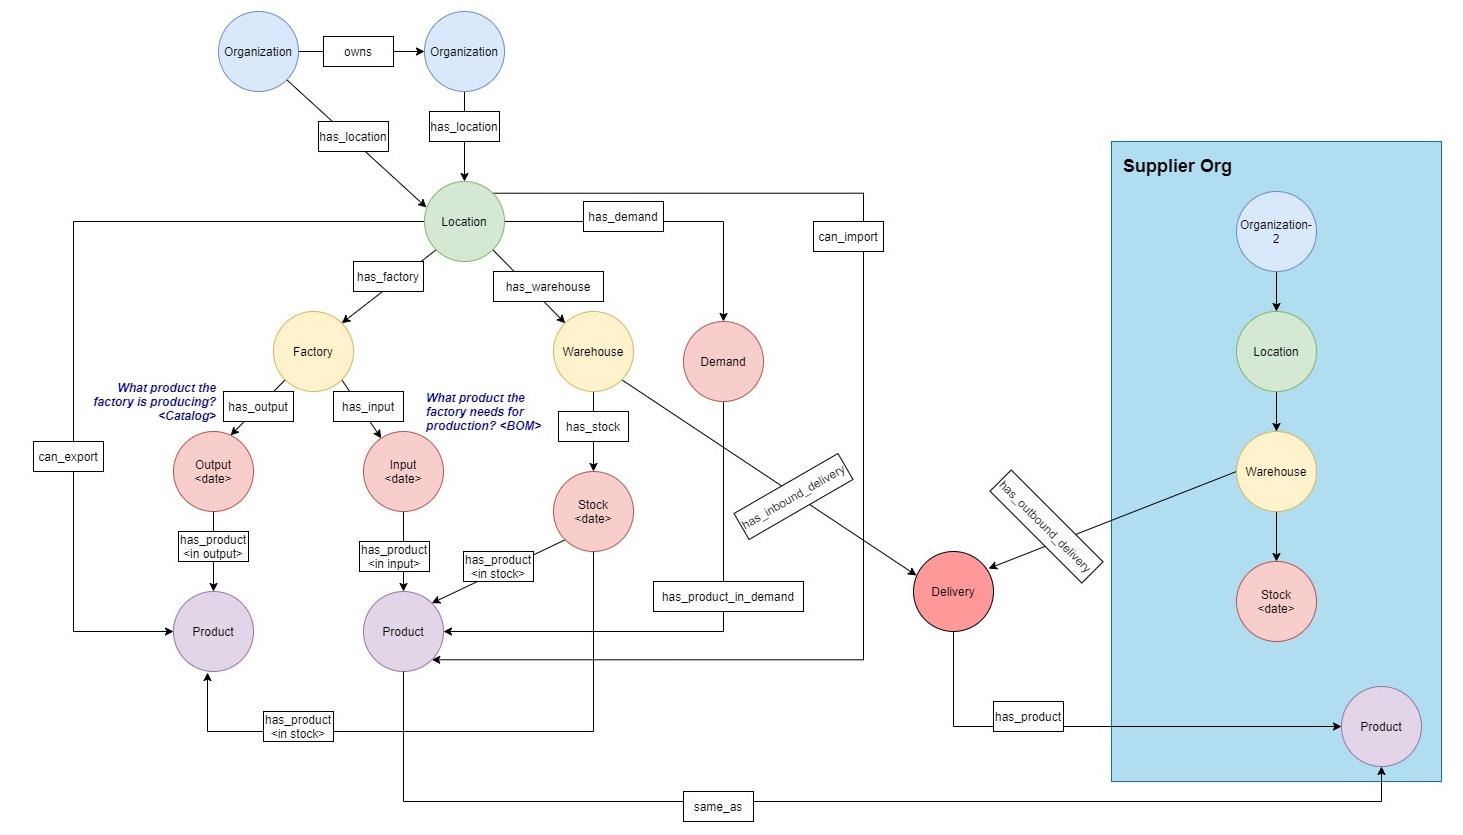 Organization
owns
Organization
has_location
has_location
Supplier Org
Location
has_demand
can_import
Organization-
2
has_factory
has_warehouse
Factory
Warehouse
Demand
Location
What product the
factory is producing?
<Catalog>
has_output
has_input
What product the
factory needs for
production? <BOM>
has_stock
can_export
Output
<date>
Input
<date>
Stock
<date>
has_inbound_delivery
has_outbound_delivery
Warehouse
has_product
<in output>
has_product
<in input>
has_product
<in stock>
has_product_in_demand
Delivery
Stock
<date>
Product
Product
has_product
<in stock>
has_product
Product
same_as